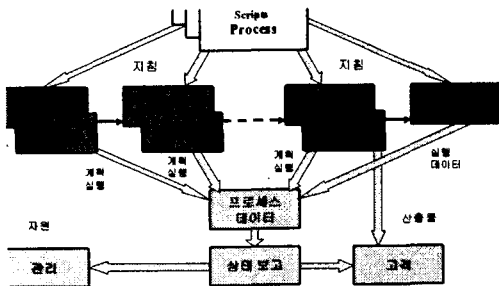 Scripts
Process
지침
지침
계획
실행
계획
실행
계획
실행
실행
데이터
프로세스
데이터
산출물
자원
관리
상태 보고
고객